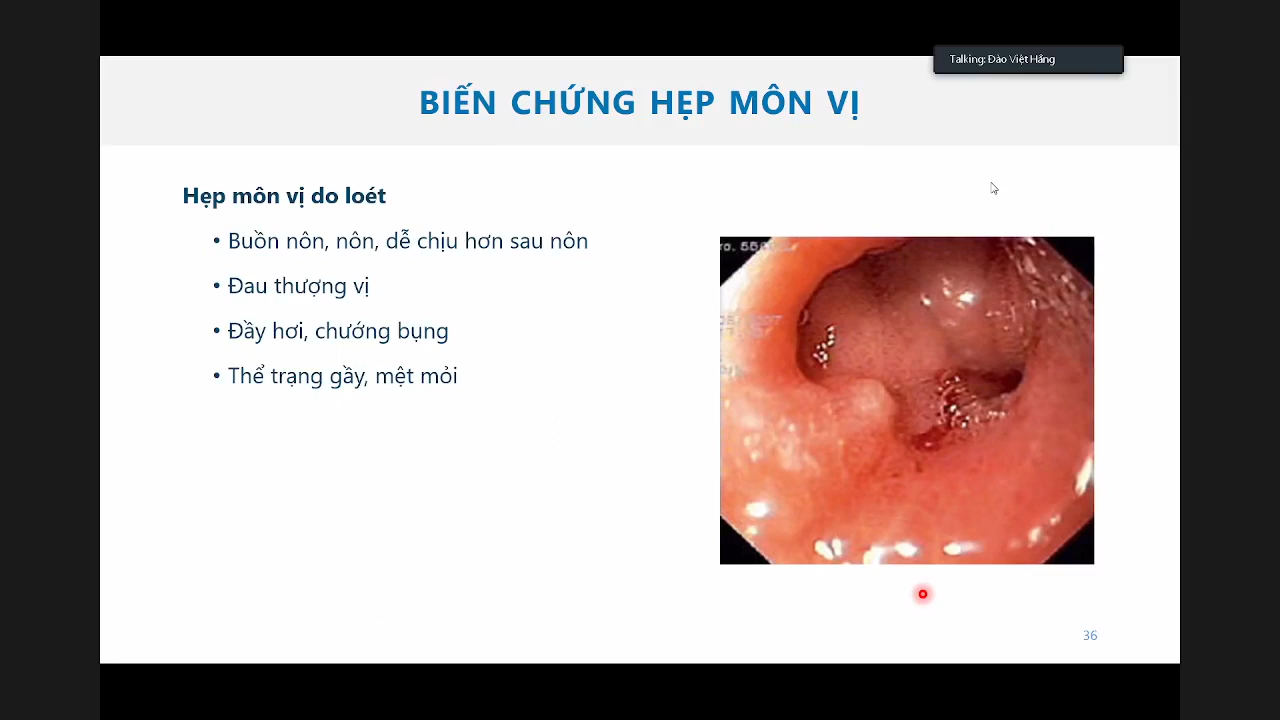 Talking: Đào Việt Hằng
BIẾN CHỨNG HẸP MÔN VỊ
Hẹp môn vị do loét
• Buồn nôn, nôn, dễ chịu hơn sau nôn
• Đau thượng vị
• Đầy hơi, chướng bụng
• Thể trạng gầy, mệt mỏi
36